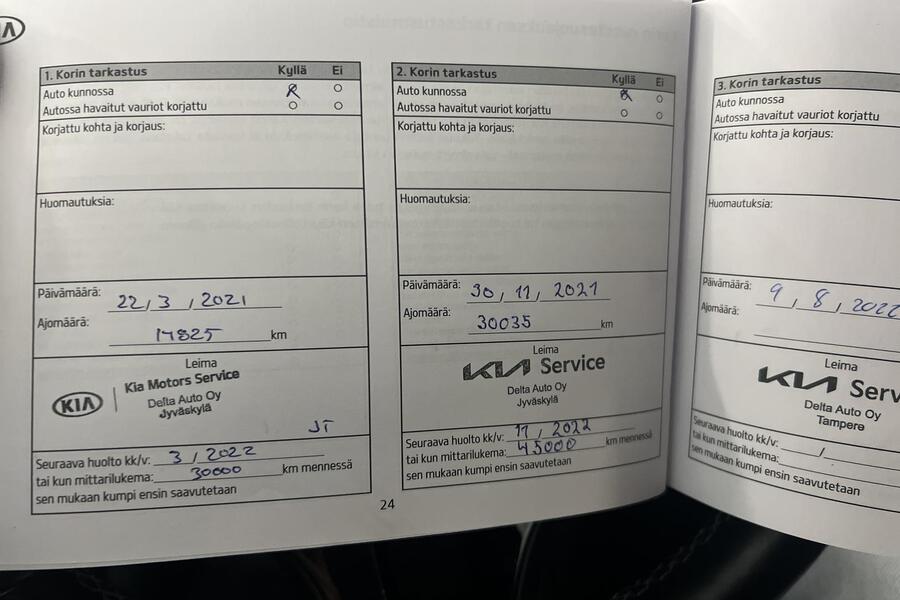 1. Korin tarkastus Kyllä Ei
Auto kunnossa
Autossa havaitut vauriot korjattu
Korjattu kohta ja korjaus:
Huomautuksia:
Päivämäärä: 22, 3, 2021
Ajomäärä:
17825 km
Leima
KIA Kia Motors Service
Delta Auto Oy
Jyväskylä
JT
Seuraava huolto kk/v: 3, 2022
tai kun mittarilukema: 30000 km mennessä
sen mukaan kumpi ensin saavutetaan
2. Korin tarkastus Kyllä Ei
Auto kunnossa
Autossa havaitut vauriot korjattu
Korjattu kohta ja korjaus:
Huomautuksia:
Päivämäärä: 30, 11, 2021
Ajomäärä: 30035 km
Leima
KIA Service
Delta Auto Oy
Jyväskylä
Seuraava huolto kk/v: 11, 2022
tai kun mittarilukema: 45000 km mennessä
sen mukaan kumpi ensin saavutetaan
24
3. Korin tarkastus
Auto kunnossa
Autossa havaitut vauriot korjattu
Korjattu kohta ja korjaus:
Huomautuksia:
Päivämäärä: 9, 8, 2022
Ajomäärä:
Leima
KIA Serv
Delta Auto Oy
Tampere
Seuraava huolto kk/v: /
tai kun mittarilukema:
sen mukaan kumpi ensin saavutetaan